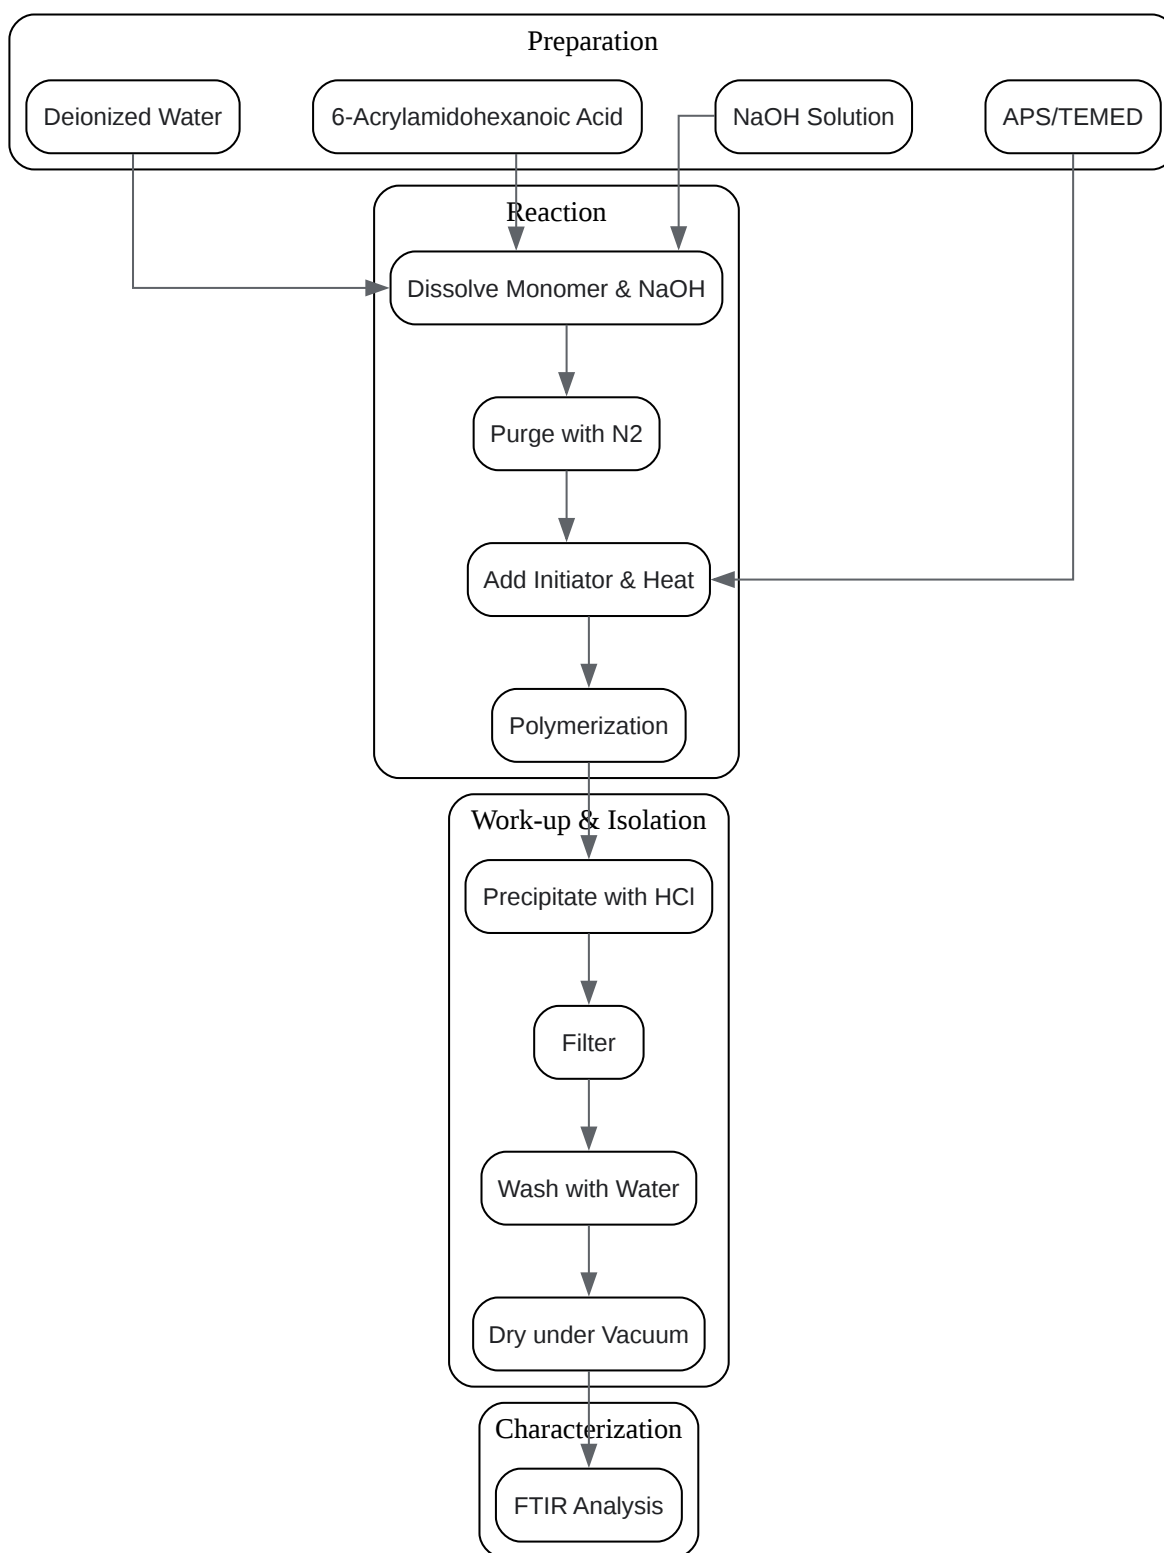 Preparation
Deionized Water
6-Acrylamidohexanoic Acid
NaOH Solution
APS/TEMED
Reaction
Dissolve Monomer & NaOH
Purge with N2
Add Initiator & Heat
Polymerization
Work-up & Isolation
Precipitate with HCl
Filter
Wash with Water
Dry under Vacuum
Characterization
FTIR Analysis